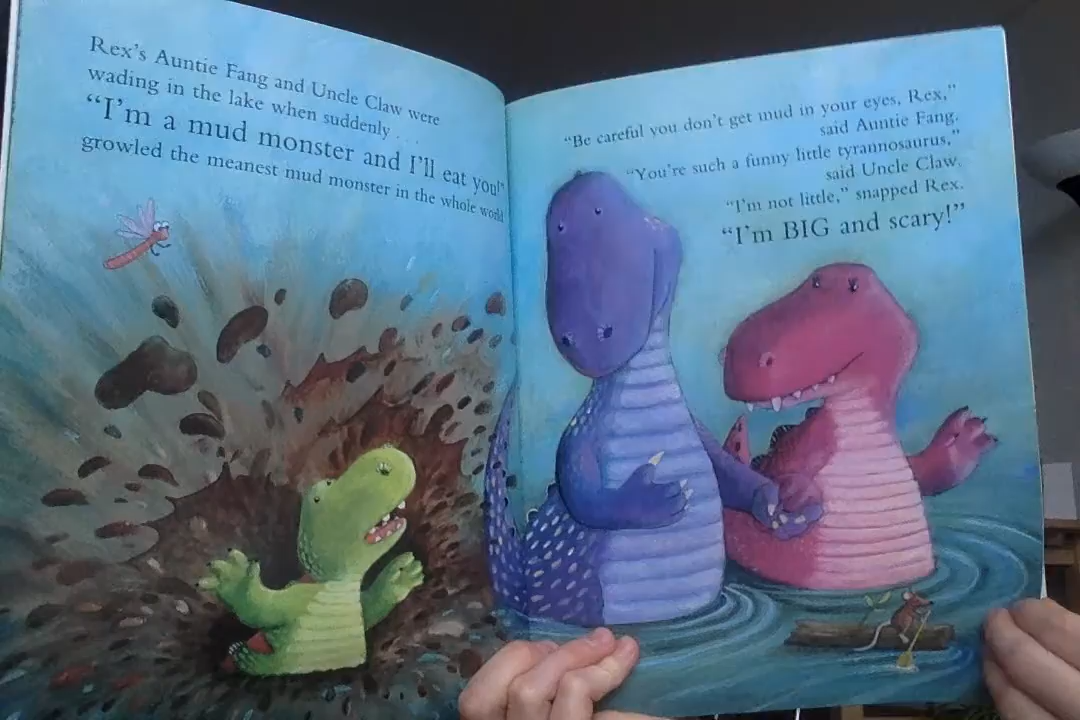 Rex's Auntie Fang and Uncle Claw were
wading in the lake when suddenly . . .
"I'm a mud monster and I'll eat you!"
growled the meanest mud monster in the whole world
"Be careful you don't get mud in your eyes, Rex,"
said Auntie Fang.
"You're such a funny little tyrannosaurus,"
said Uncle Claw.
"I'm not little," snapped Rex.
"I'm BIG and scary!"